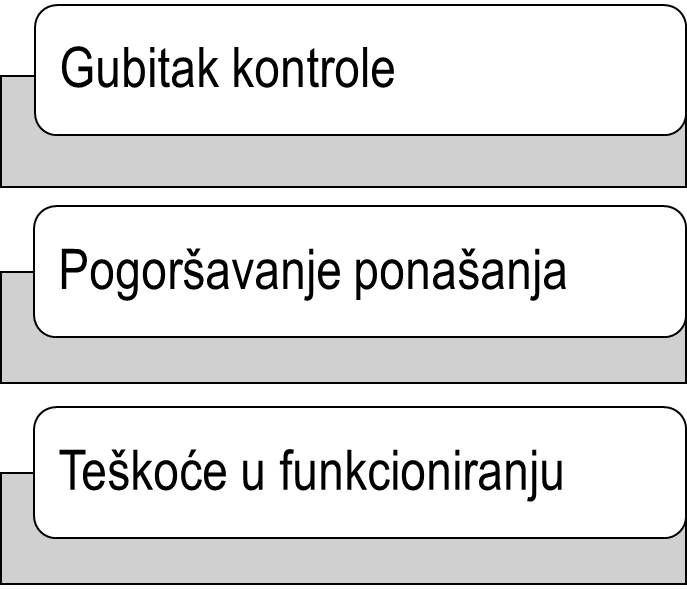 Gubitak kontrole
Pogoršavanje ponašanja
Teškoće u funkcioniranju